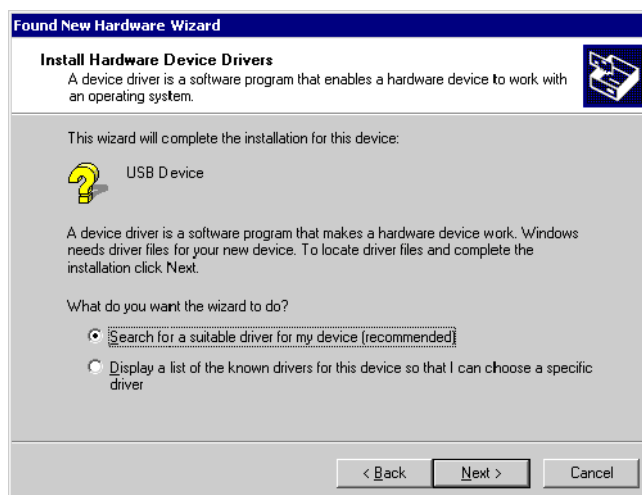 Found New Hardware Wizard
Install Hardware Device Drivers
A device driver is a software program that enables a hardware device to work with
an operating system.
This wizard will complete the installation for this device:
USB Device
A device driver is a software program that makes a hardware device work. Windows
needs driver files for your new device. To locate driver files and complete the
installation click Next.
What do you want the wizard to do?
Search for a suitable driver for my device (recommended)
Display a list of the known drivers for this device so that I can choose a specific
driver
< Back Next > Cancel